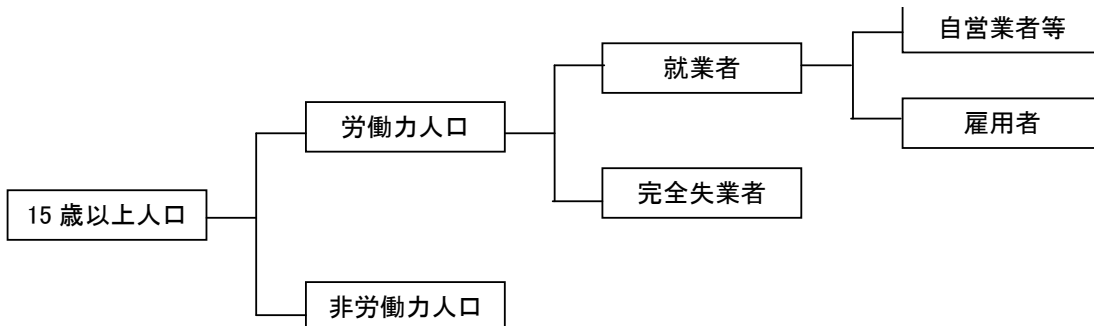 自営業者等
就業者
労働力人口
雇用者
完全失業者
15 歳以上人口
非労働力人口